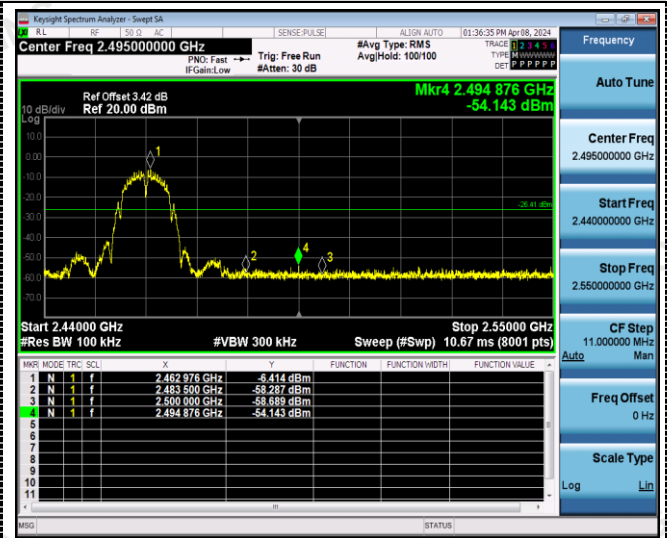 Keysight Spectrum Analyzer - Swept SA
RL RF 50 Ω AC SENSE:PULSE ALIGN AUTO 01:36:35 PM Apr 08, 2024
Center Freq 2.495000000 GHz
PNO: Fast
IFGain:Low
Trig: Free Run
#Atten: 30 dB
#Avg Type: RMS
Avg|Hold: 100/100
TRACE 1 2 3 4 5 6
TYPE M W W W W W
DET P P P P P P
Ref Offset 3.42 dB
10 dB/div Ref 20.00 dBm
Log
Mkr4 2.494 876 GHz
-54.143 dBm
10.0
0.00
-10.0
-20.0
-30.0
-40.0
-50.0
-60.0
-70.0
1
2
4
3
-26.41 dBm
Start 2.44000 GHz Stop 2.55000 GHz
#Res BW 100 kHz #VBW 300 kHz Sweep (#Swp) 10.67 ms (8001 pts)
MKR MODE TRC SCL X Y FUNCTION FUNCTION WIDTH FUNCTION VALUE
1 N 1 f 2.462 976 GHz -6.414 dBm
2 N 1 f 2.483 500 GHz -58.287 dBm
3 N 1 f 2.500 000 GHz -58.689 dBm
4 N 1 f 2.494 876 GHz -54.143 dBm
5
6
7
8
9
10
11
MSG STATUS
Frequency
Auto Tune
Center Freq
2.495000000 GHz
Start Freq
2.440000000 GHz
Stop Freq
2.550000000 GHz
CF Step
11.000000 MHz
Auto Man
Freq Offset
0 Hz
Scale Type
Log Lin